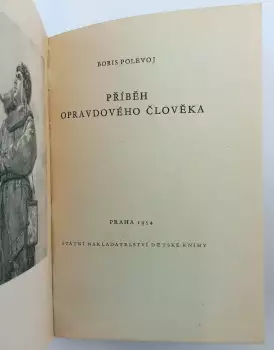 BORIS POLEVOJ
PŘÍBĚH
OPRAVDOVÉHO ČLOVĚKA
PRAHA 1954
STÁTNÍ NAKLADATELSTVÍ DĚTSKÉ KNIHY